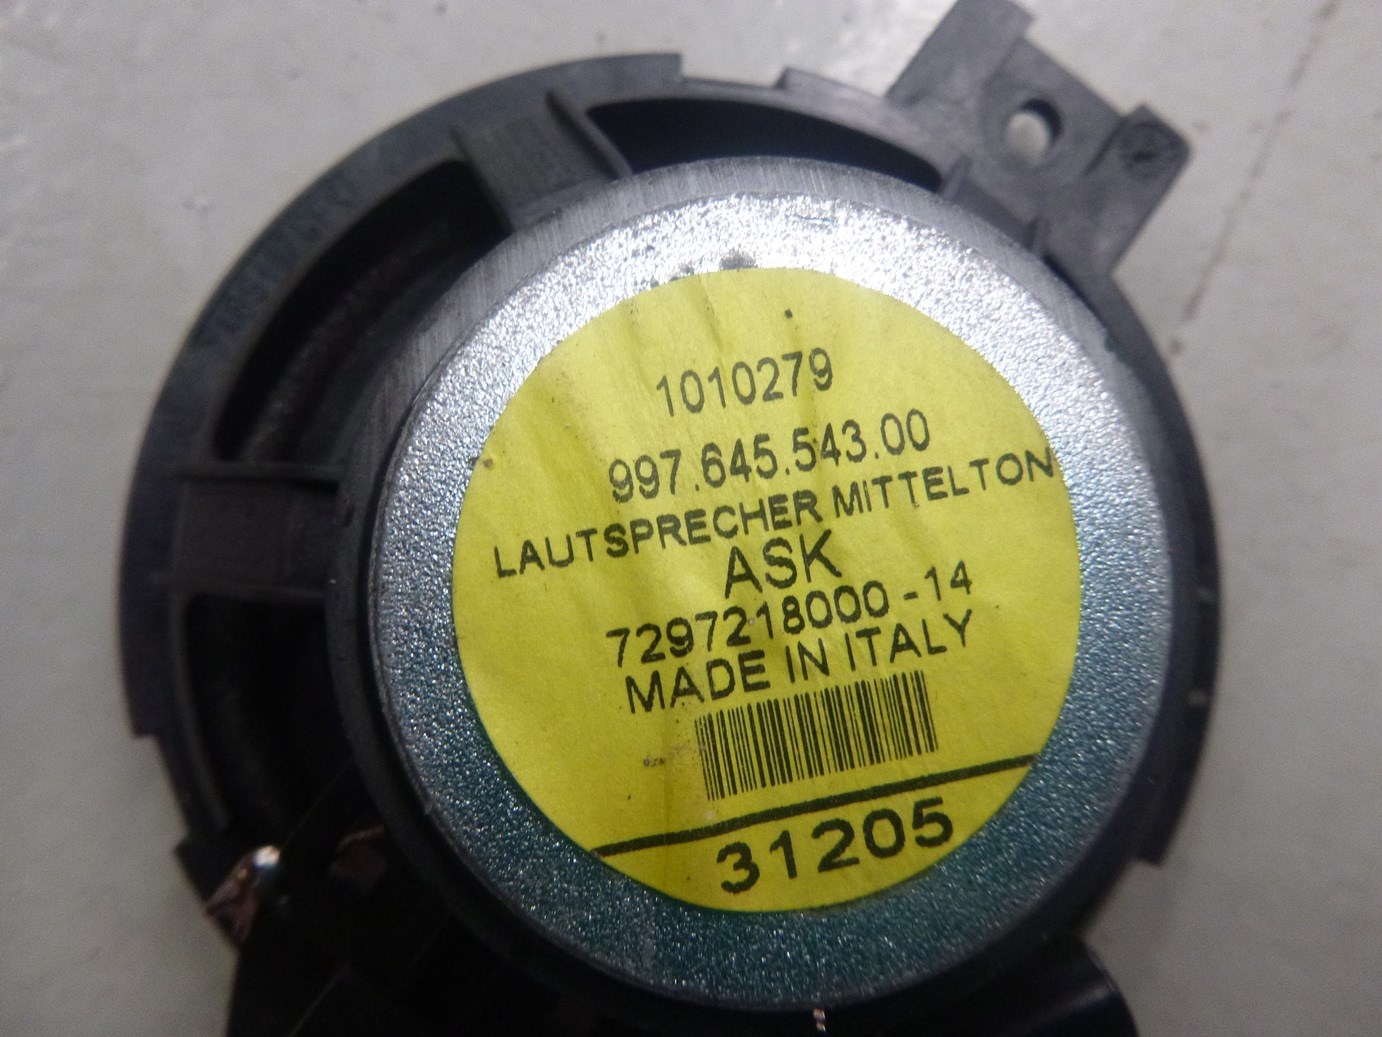 1010279
997.645.543.00
LAUTSPRECHER MITTELTON
ASK
7297218000 -14
MADE IN ITALY
31205